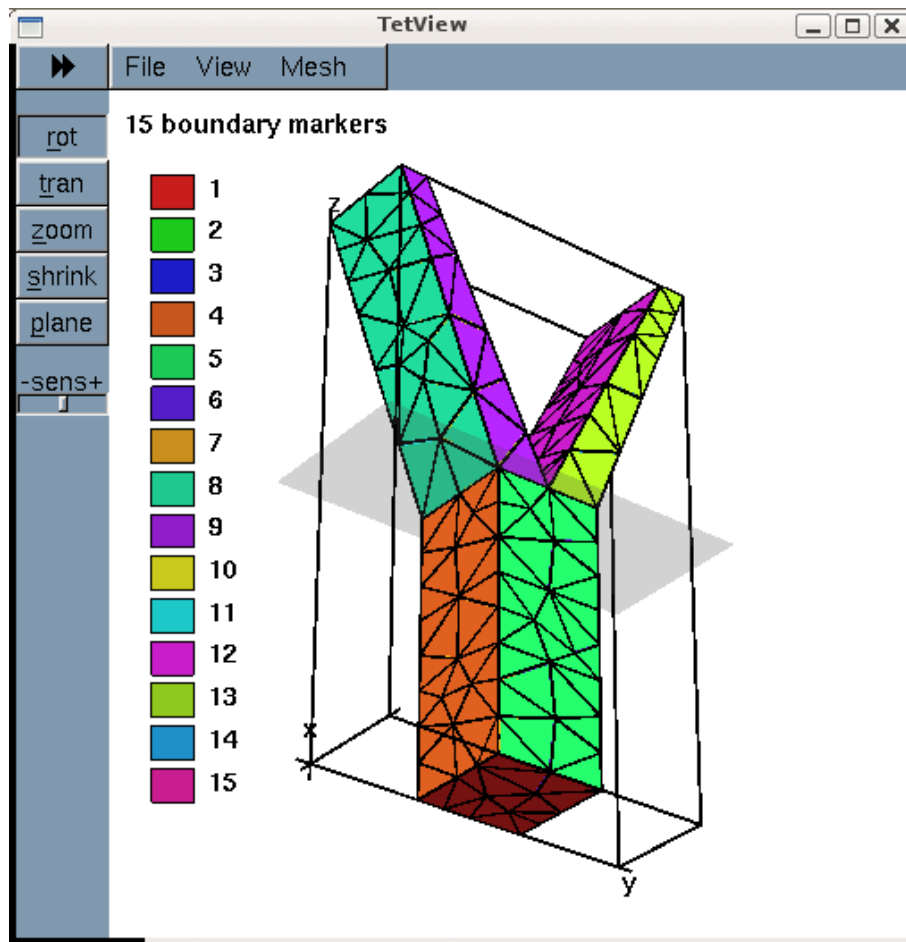 TetView
File View Mesh
15 boundary markers
rot
tran
zoom
shrink
plane
-sens+
1
2
3
4
5
6
7
8
9
10
11
12
13
14
15
z
x
y